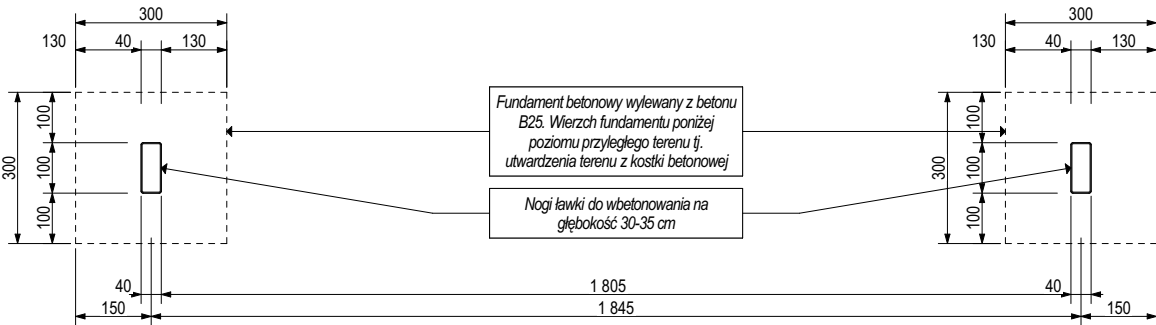 300
300
130 40 130
130 40 130
Fundament betonowy wylewany z betonu
B25. Wierzch fundamentu poniżej
poziomu przyległego terenu tj.
utwardzenia terenu z kostki betonowej
300
100
100
100
300
100
100
100
Nogi ławki do wbetonowania na
głębokość 30-35 cm
40 1 805 40
150 1 845 150